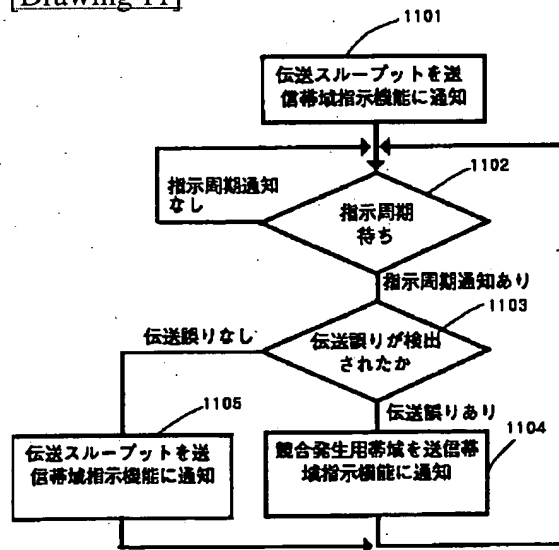 [Drawing 11]
1101
伝送スループットを送
信帯域指示機能に通知
1102
指示周期通知
なし
指示周期
待ち
指示周期通知あり
1103
伝送誤りなし
伝送誤りが検出
されたか
1105
伝送誤りあり
1104
伝送スループットを送
信帯域指示機能に通知
競合発生用帯域を送信帯
域指示機能に通知